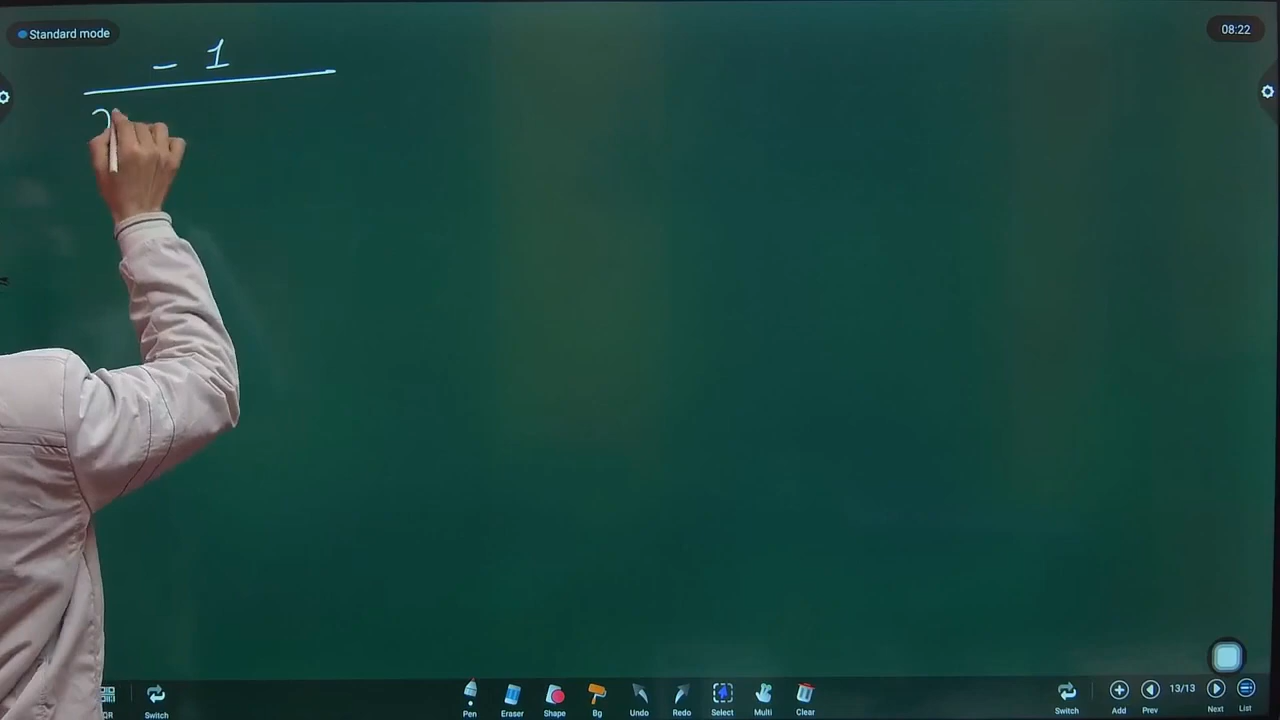 Standard mode
08:22
- 1
QR
Switch
Pen
Eraser
Shape
Bg
Undo
Redo
Select
Multi
Clear
Switch
Add
Prev
13/13
Next
List